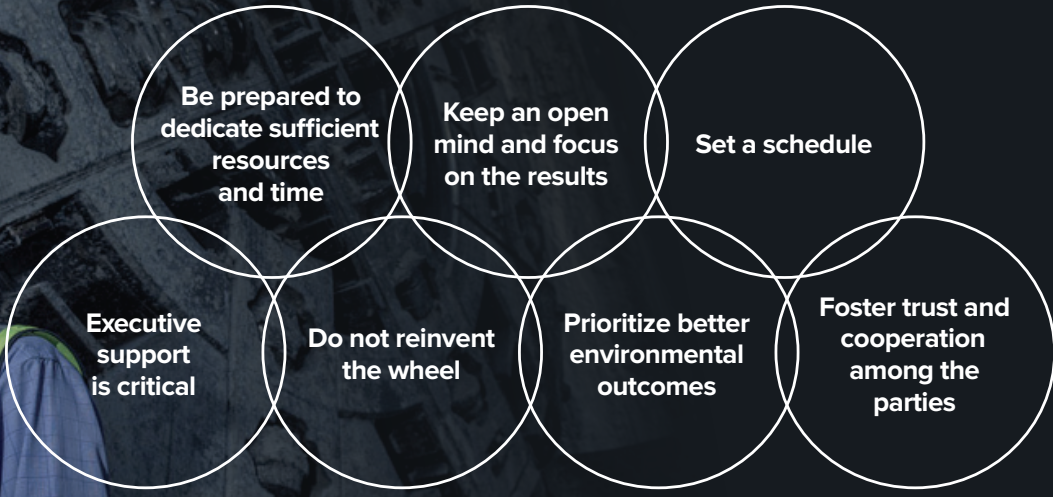 Be prepared to
dedicate sufficient
resources
and time
Keep an open
mind and focus
on the results
Set a schedule
Executive
support
is critical
Do not reinvent
the wheel
Prioritize better
environmental
outcomes
Foster trust and
cooperation
among the
parties